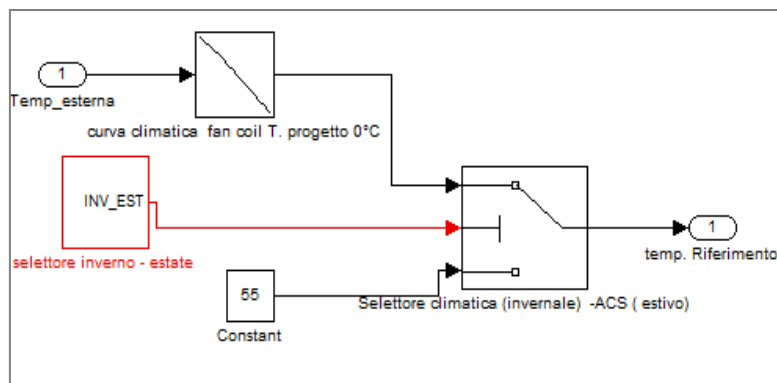 1
Temp_esterna
curva climatica fan coil T. progetto 0°C
INV_EST
selettore inverno - estate
1
temp. Riferimento
55
Selettore climatica (invernale) -ACS ( estivo)
Constant